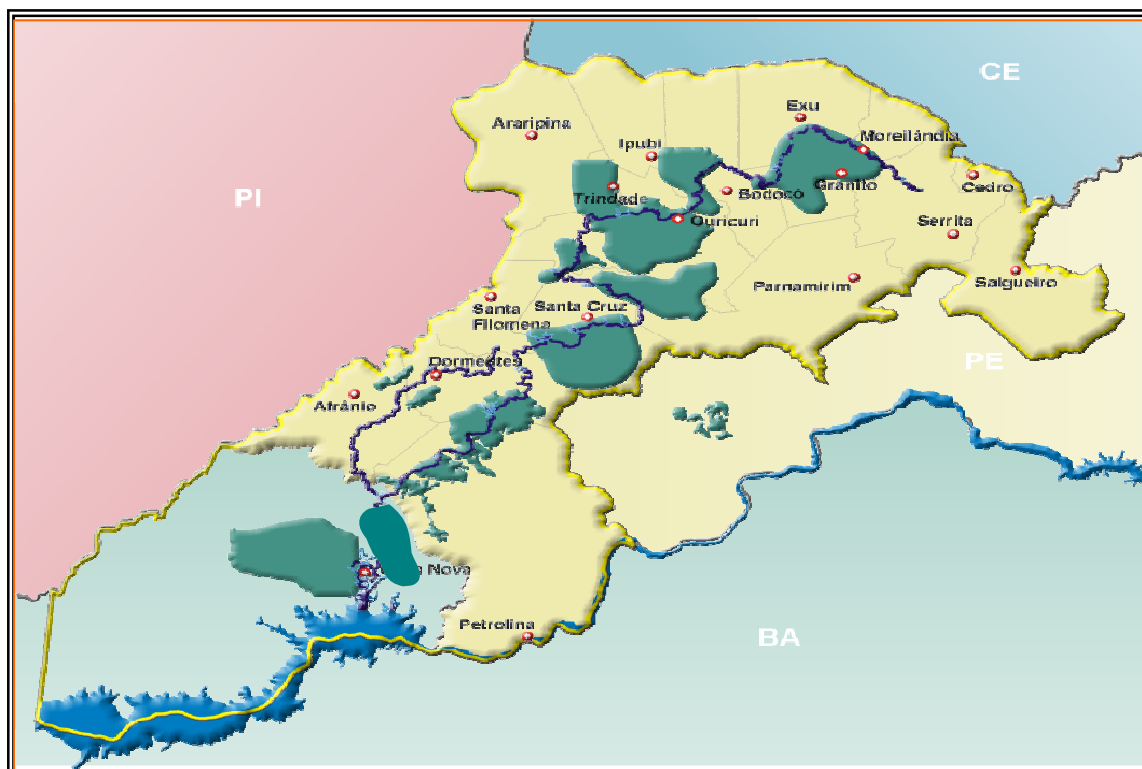 CE
Exu
Araripina
Moreilândia
Ipubi
PI
Trindade
Bodocó
Granito
Cedro
Ouricuri
Serrita
Parnamirim
Salgueiro
Santa
Filomena
Santa Cruz
PE
Dormentes
Afrânio
Nova
Petrolina
BA